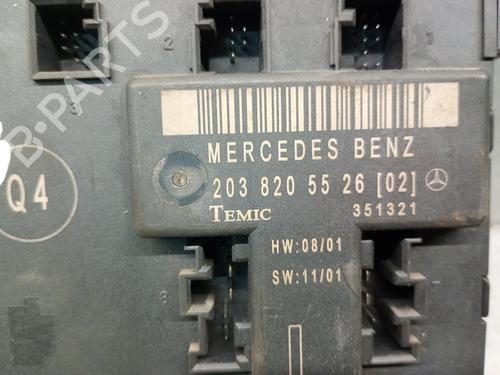 B-PARTS
2
3
MERCEDES BENZ
203 820 55 26 [02]
TEMIC 351321
Q4
HW:08/01
SW:11/01
3